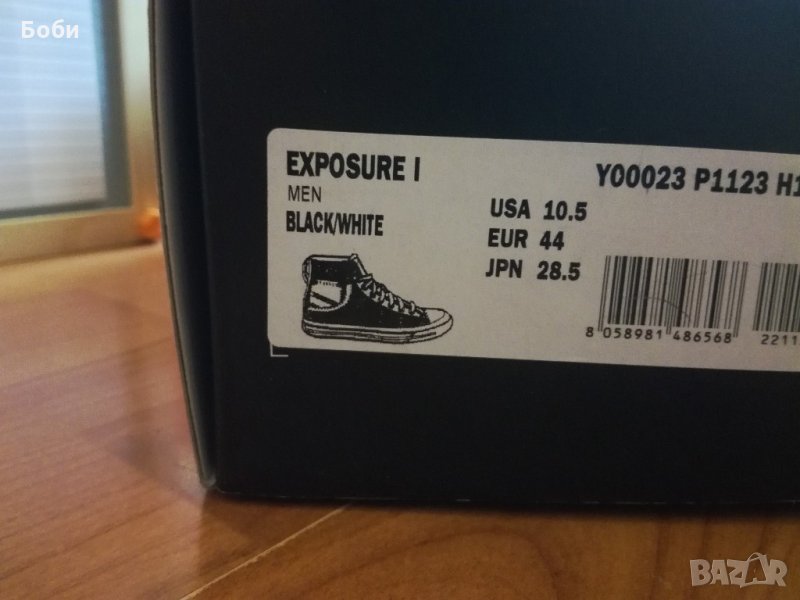 Боби
EXPOSURE I
MEN
BLACK/WHITE
Y00023 P1123 H1
USA 10.5
EUR 44
JPN 28.5
8 058981 486568
2211
BAZAR